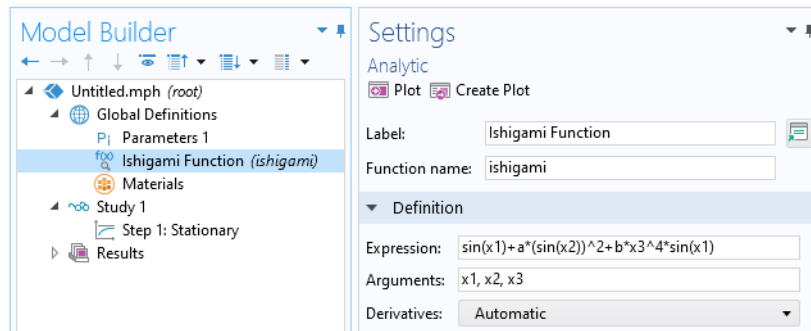 Model Builder
Untitled.mph (root)
Global Definitions
Pi Parameters 1
f(x) Ishigami Function (ishigami)
Materials
Study 1
Step 1: Stationary
Results
Settings
Analytic
Plot Create Plot
Label: Ishigami Function
Function name: ishigami
Definition
Expression: sin(x1)+a*(sin(x2))^2+b*x3^4*sin(x1)
Arguments: x1, x2, x3
Derivatives: Automatic